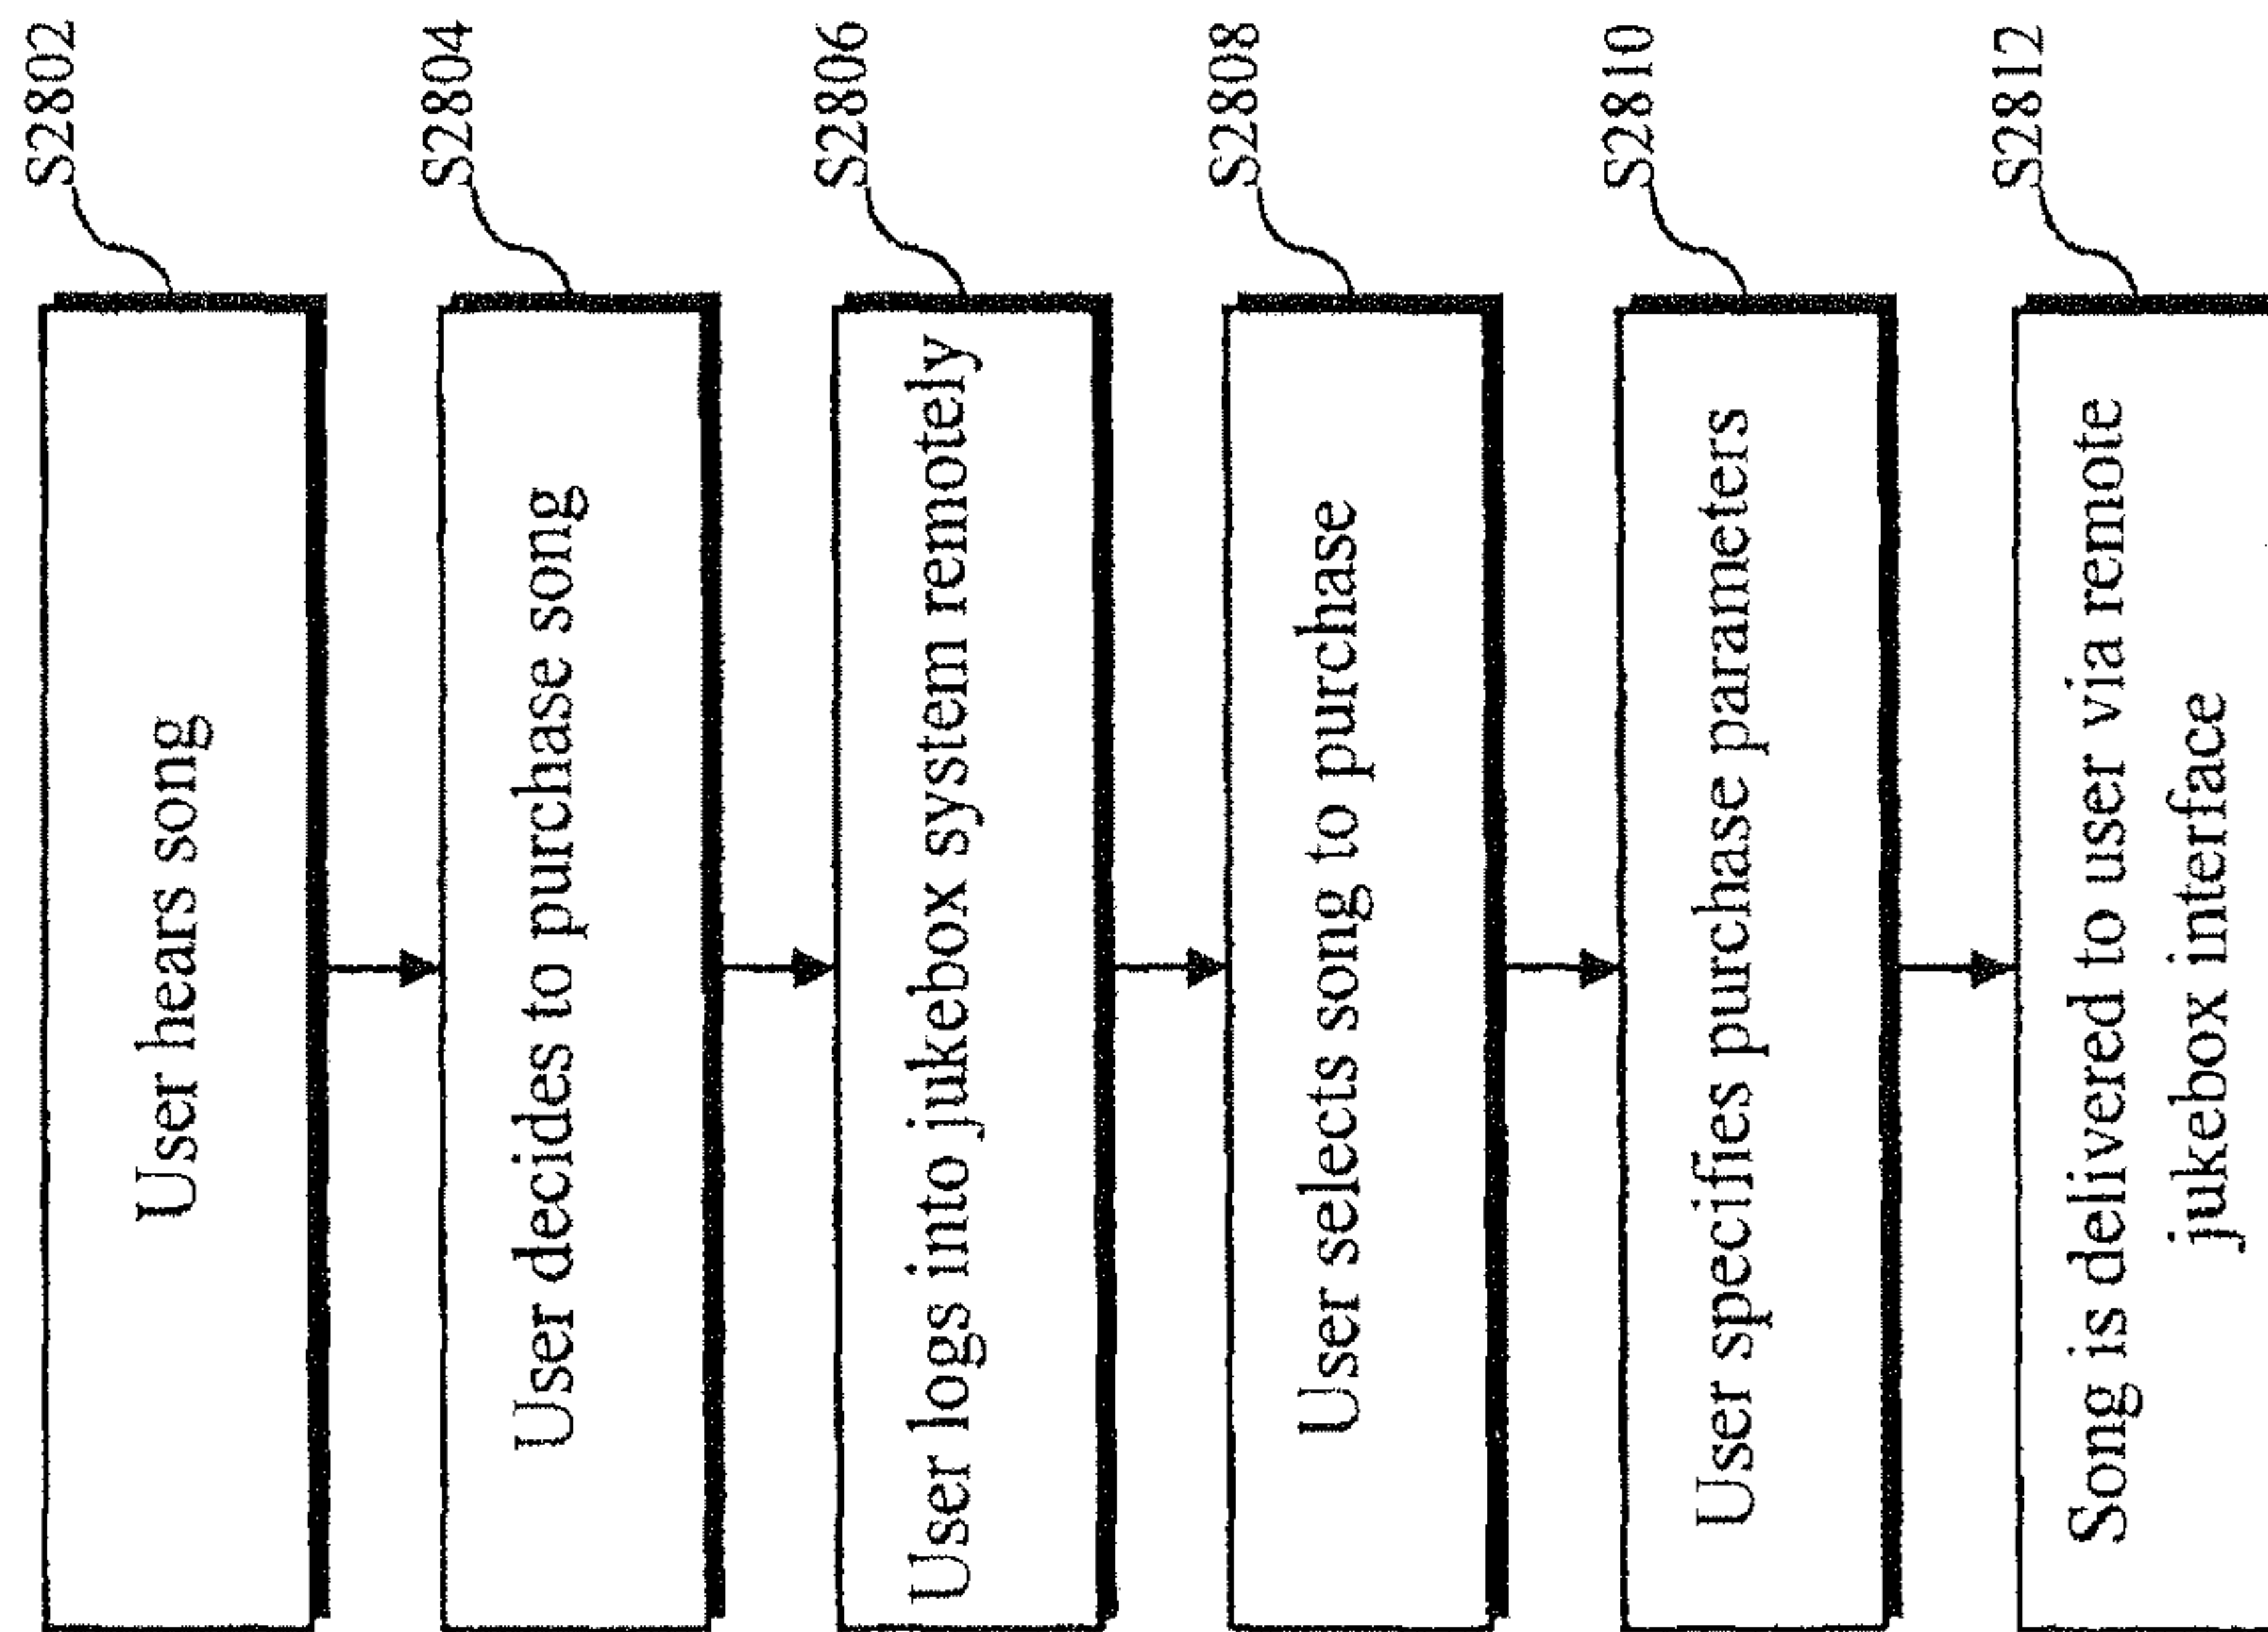 User hears song
S2802
User decides to purchase song
S2804
User logs into jukebox system remotely
S2806
User selects song to purchase
S2808
User specifies purchase parameters
S2810
Song is delivered to user via remote
jukebox interface
S2812